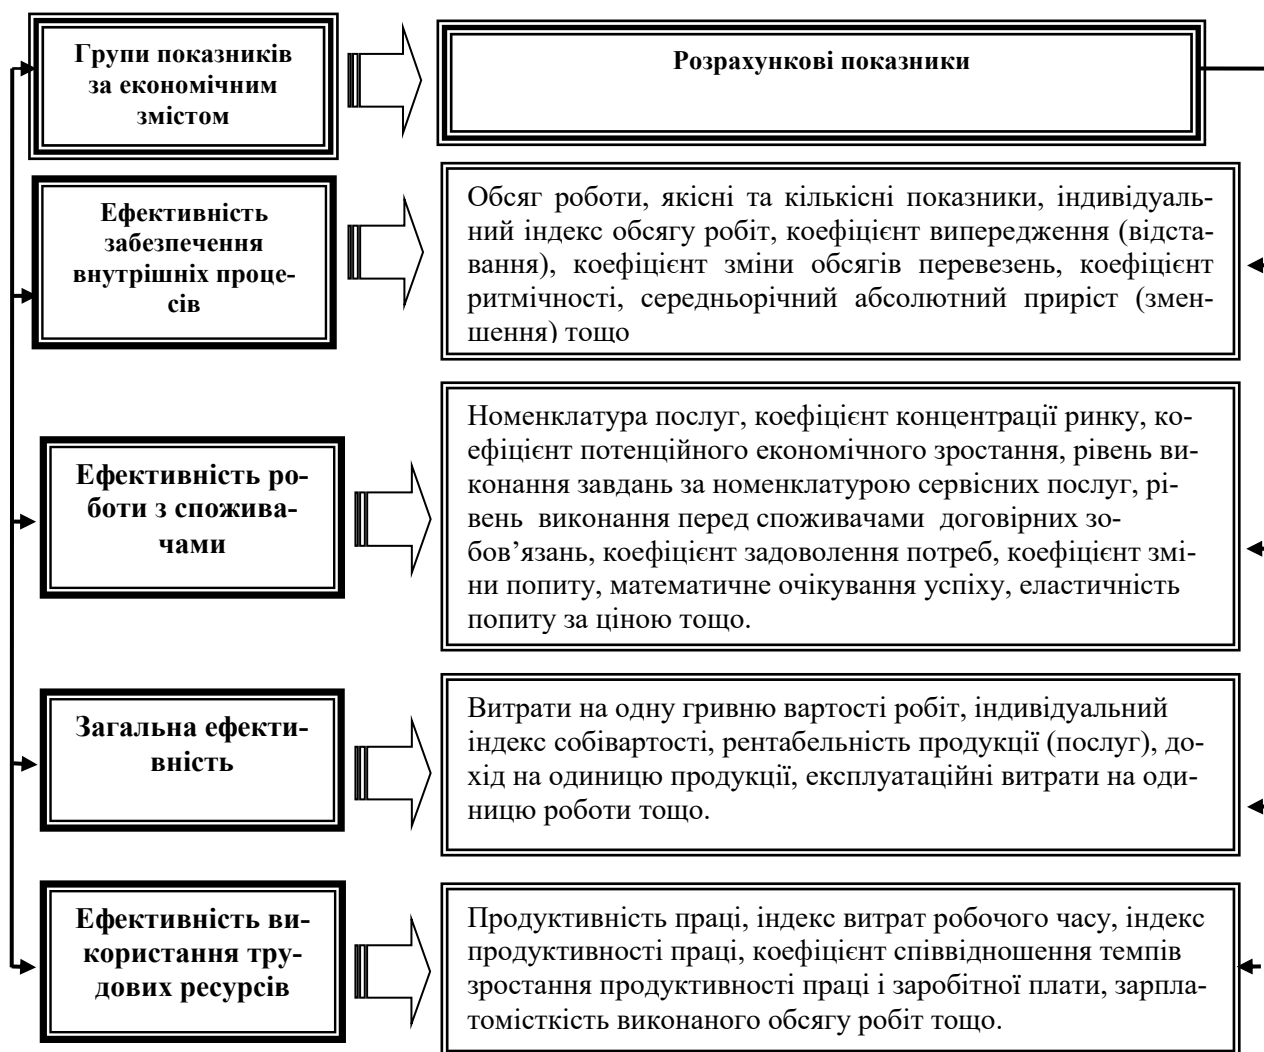 Групи показників
за економічним
змістом
Розрахункові показники
Ефективність
забезпечення
внутрішніх проце-
сів
Обсяг роботи, якісні та кількісні показники, індивідуаль-
ний індекс обсягу робіт, коефіцієнт випередження (відста-
вання), коефіцієнт зміни обсягів перевезень, коефіцієнт
ритмічності, середньорічний абсолютний приріст (змен-
шення) тощо
Ефективність ро-
боти з спожива-
чами
Номенклатура послуг, коефіцієнт концентрації ринку, ко-
ефіцієнт потенційного економічного зростання, рівень ви-
конання завдань за номенклатурою сервісних послуг, рі-
вень виконання перед споживачами договірних зо-
бов’язань, коефіцієнт задоволення потреб, коефіцієнт змі-
ни попиту, математичне очікування успіху, еластичність
попиту за ціною тощо.
Загальна ефекти-
вність
Витрати на одну гривню вартості робіт, індивідуальний
індекс собівартості, рентабельність продукції (послуг), до-
хід на одиницю продукції, експлуатаційні витрати на оди-
ницю роботи тощо.
Ефективність ви-
користання тру-
дових ресурсів
Продуктивність праці, індекс витрат робочого часу, індекс
продуктивності праці, коефіцієнт співвідношення темпів
зростання продуктивності праці і заробітної плати, зарпла-
томісткість виконаного обсягу робіт тощо.